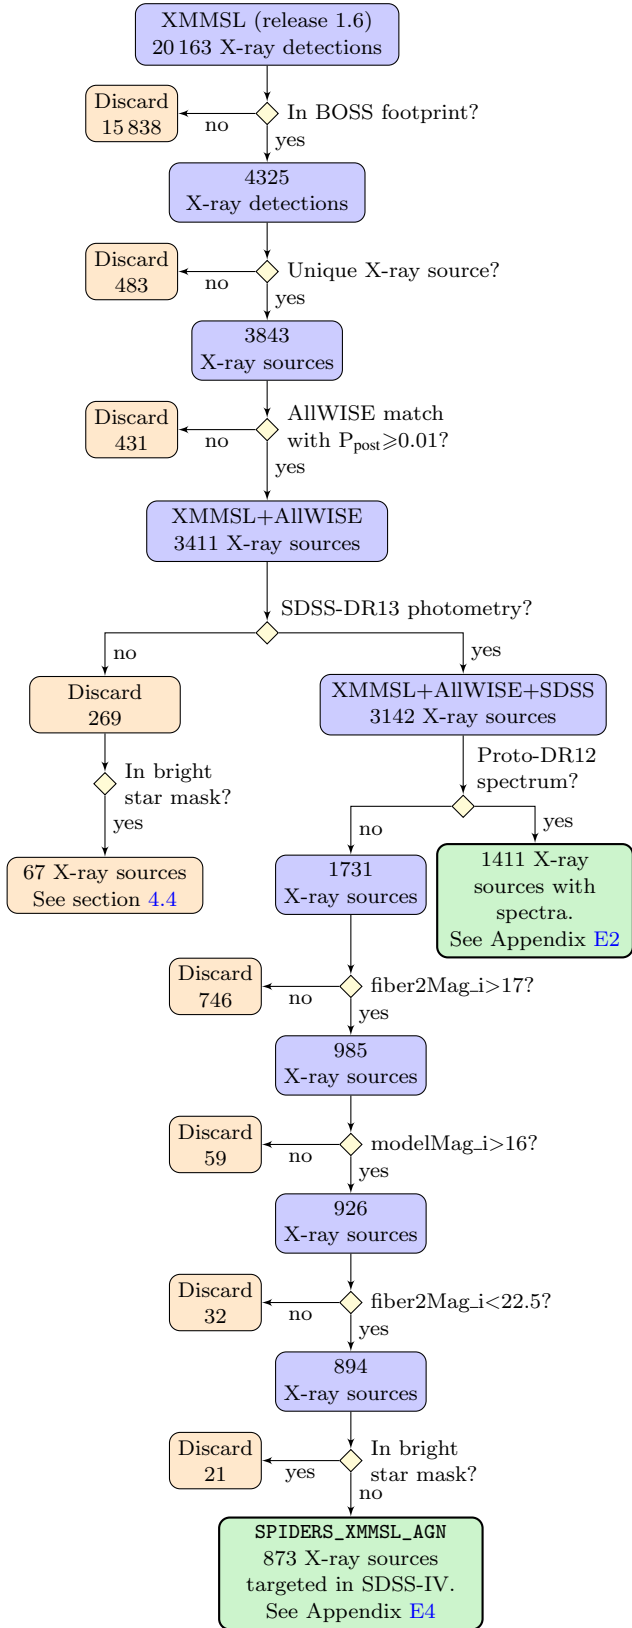 XMMSL (release 1.6)
20 163 X-ray detections
Discard
15 838
no
In BOSS footprint?
yes
4325
X-ray detections
Discard
483
no
Unique X-ray source?
yes
3843
X-ray sources
Discard
431
no
AllWISE match
with Ppost⩾0.01?
yes
XMMSL+AllWISE
3411 X-ray sources
SDSS-DR13 photometry?
no
yes
Discard
269
XMMSL+AllWISE+SDSS
3142 X-ray sources
In bright
star mask?
yes
Proto-DR12
spectrum?
no
yes
67 X-ray sources
See section 4.4
1731
X-ray sources
1411 X-ray
sources with
spectra.
See Appendix E2
Discard
746
no
fiber2Mag_i>17?
yes
985
X-ray sources
Discard
59
no
modelMag_i>16?
yes
926
X-ray sources
Discard
32
no
fiber2Mag_i<22.5?
yes
894
X-ray sources
Discard
21
yes
In bright
star mask?
no
SPIDERS_XMMSL_AGN
873 X-ray sources
targeted in SDSS-IV.
See Appendix E4